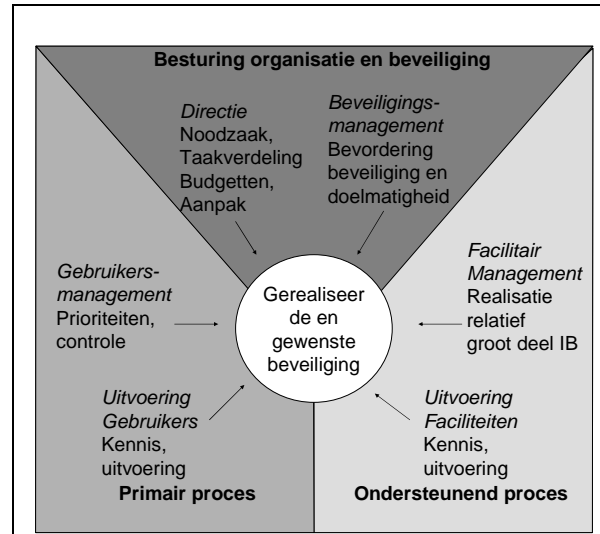 Besturing organisatie en beveiliging
Directie
Noodzaak,
Taakverdeling
Budgetten,
Aanpak
Beveiligings-
management
Bevordering
beveiliging en
doelmatigheid
Gebruikers-
management
Prioriteiten,
controle
Gerealiseer
de en
gewenste
beveiliging
Facilitair
Management
Realisatie
relatief
groot deel IB
Uitvoering
Gebruikers
Kennis,
uitvoering
Primair proces
Uitvoering
Faciliteiten
Kennis,
uitvoering
Ondersteunend proces